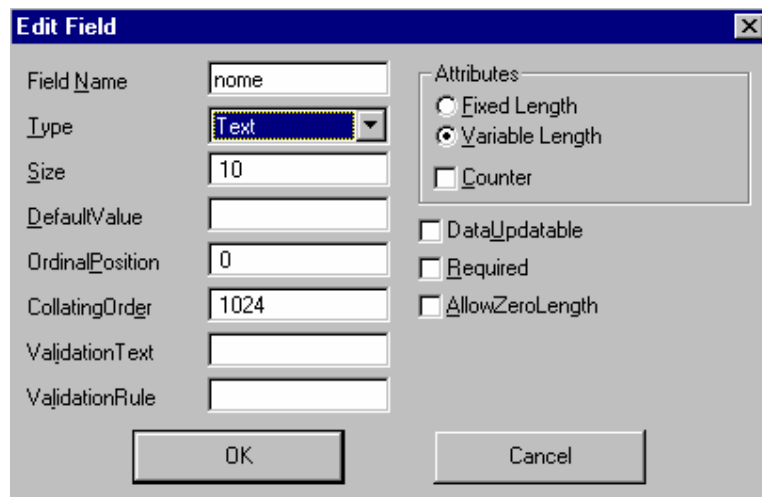 Edit Field
Field Name nome
Type Text
Size 10
DefaultValue
OrdinalPosition 0
CollatingOrder 1024
ValidationText
ValidationRule
Attributes
Fixed Length
Variable Length
Counter
DataUpdatable
Required
AllowZeroLength
OK Cancel